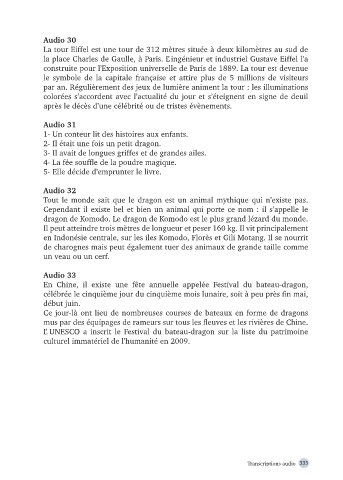 Audio 30
La tour Eiffel est une tour de 312 mètres située à deux kilomètres au sud de
la place Charles de Gaulle, à Paris. L'ingénieur et industriel Gustave Eiffel l'a
construite pour l'Exposition universelle de Paris de 1889. La tour est devenue
le symbole de la capitale française et attire plus de 5 millions de visiteurs
par an. Régulièrement des jeux de lumière animent la tour : les illuminations
colorées s'accordent avec l'actualité du jour et s'éteignent en signe de deuil
après le décès d'une célébrité ou de tristes évènements.
Audio 31
1- Un conteur lit des histoires aux enfants.
2- Il était une fois un petit dragon.
3- Il avait de longues griffes et de grandes ailes.
4- La fée souffle de la poudre magique.
5- Elle décide d'emprunter le livre.
Audio 32
Tout le monde sait que le dragon est un animal mythique qui n'existe pas.
Cependant il existe bel et bien un animal qui porte ce nom : il s'appelle le
dragon de Komodo. Le dragon de Komodo est le plus grand lézard du monde.
Il peut atteindre trois mètres de longueur et peser 160 kg. Il vit principalement
en Indonésie centrale, sur les iles Komodo, Florès et Gili Motang. Il se nourrit
de charognes mais peut également tuer des animaux de grande taille comme
un veau ou un cerf.
Audio 33
En Chine, il existe une fête annuelle appelée Festival du bateau-dragon,
célébrée le cinquième jour du cinquième mois lunaire, soit à peu près fin mai,
début juin.
Ce jour-là ont lieu de nombreuses courses de bateaux en forme de dragons
mus par des équipages de rameurs sur tous les fleuves et les rivières de Chine.
L'UNESCO a inscrit le Festival du bateau-dragon sur la liste du patrimoine
culturel immatériel de l'humanité en 2009.
Transcriptions audio 333